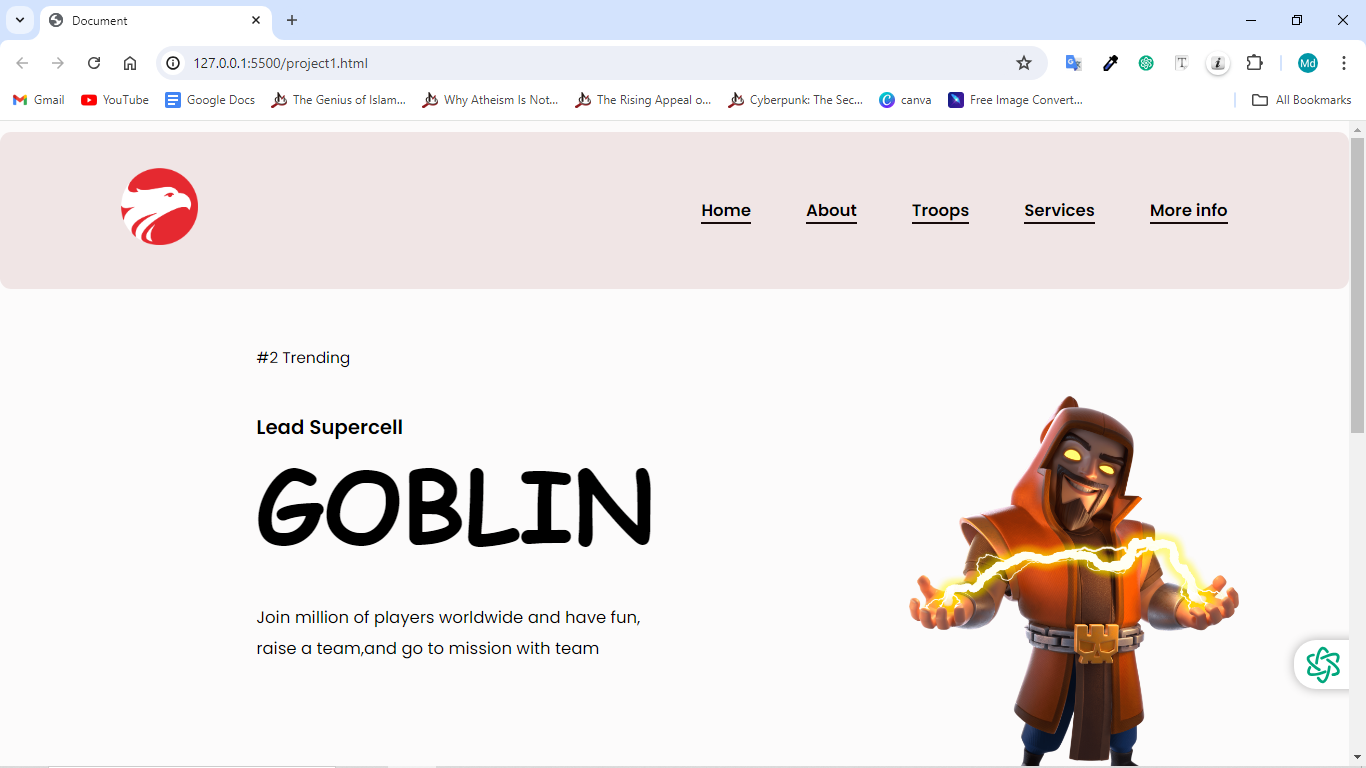 Document
127.0.0.1:5500/project1.html
Md
Gmail YouTube Google Docs The Genius of Islam... Why Atheism Is Not... The Rising Appeal o... Cyberpunk: The Sec... canva Free Image Convert... All Bookmarks
Home About Troops Services More info
#2 Trending
Lead Supercell
GOBLIN
Join million of players worldwide and have fun,
raise a team,and go to mission with team